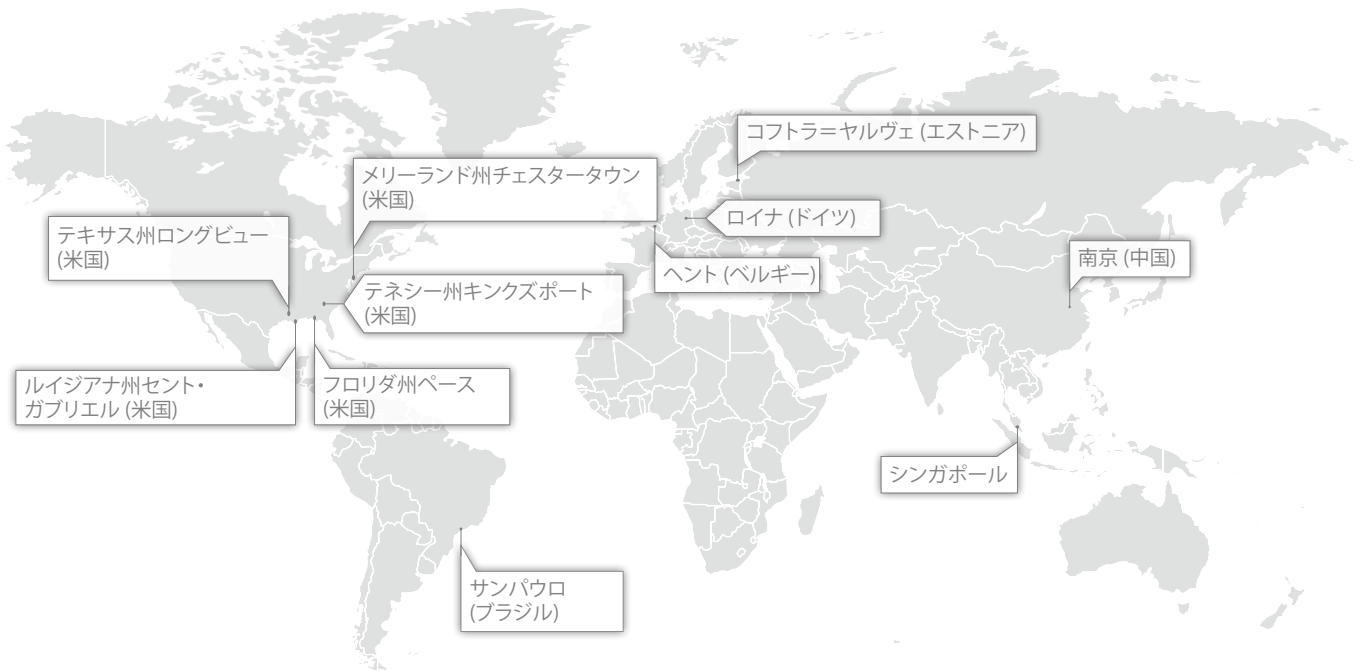 コフトラ＝ヤルヴェ (エストニア)
メリーランド州チェスタータウン
(米国)
ロイナ (ドイツ)
テキサス州ロングビュー
(米国)
南京 (中国)
ヘント (ベルギー)
テネシー州キンクズポート
(米国)
ルイジアナ州セント・
ガブリエル (米国)
フロリダ州ペース
(米国)
シンガポール
サンパウロ
(ブラジル)